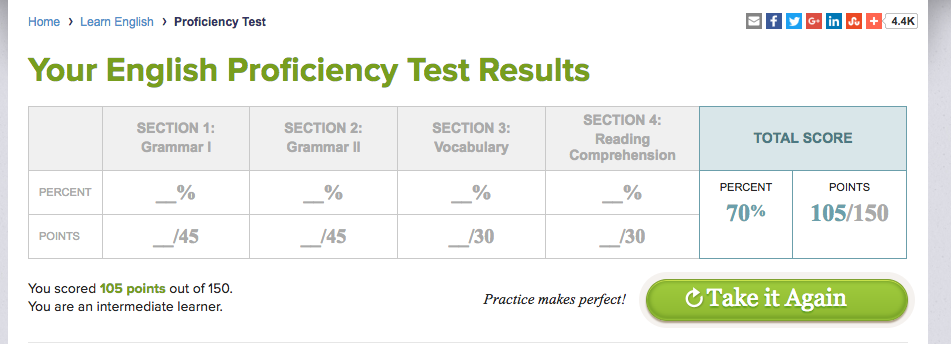 Home > Learn English > Proficiency Test
4.4K
Your English Proficiency Test Results
SECTION 1:
Grammar I
SECTION 2:
Grammar II
SECTION 3:
Vocabulary
SECTION 4:
Reading
Comprehension
TOTAL SCORE
PERCENT
__%
__%
__%
__%
PERCENT
70%
POINTS
105/150
POINTS
__/45
__/45
__/30
__/30
You scored 105 points out of 150.
You are an intermediate learner.
Practice makes perfect!
Take it Again